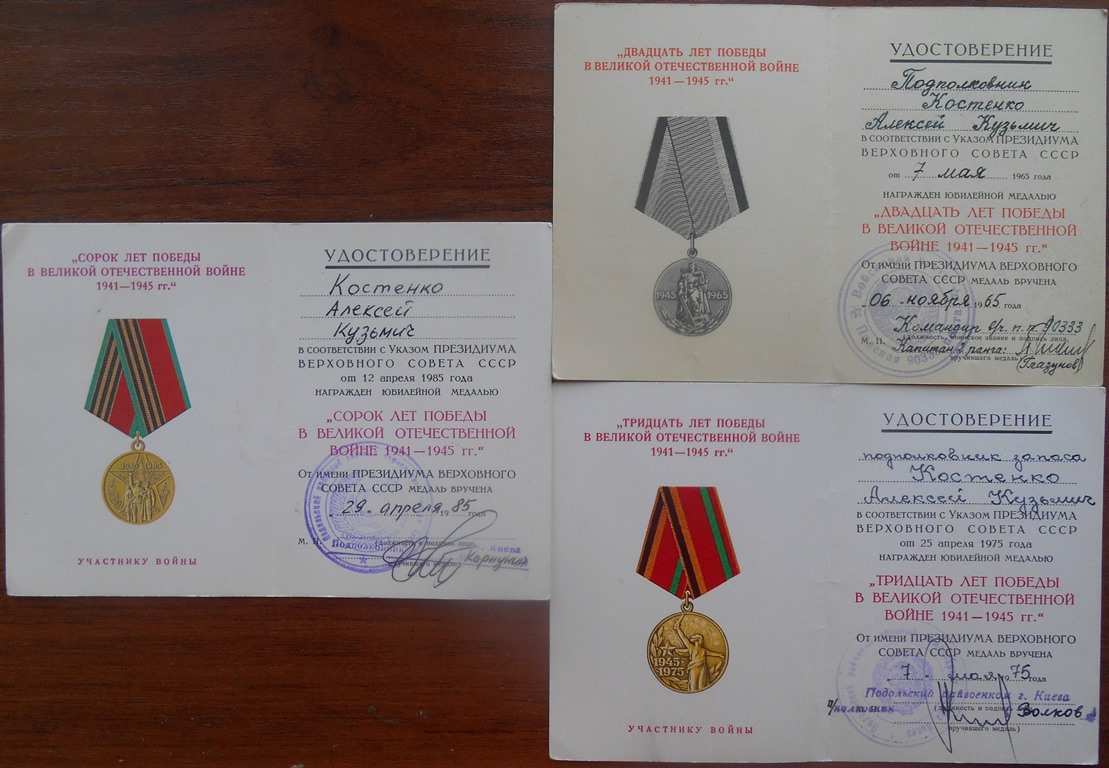 „ДВАДЦАТЬ ЛЕТ ПОБЕДЫ
В ВЕЛИКОЙ ОТЕЧЕСТВЕННОЙ ВОЙНЕ
1941—1945 гг.“
1945 1965
УДОСТОВЕРЕНИЕ
Подполковник
Костенко
Алексей Кузьмич
В СООТВЕТСТВИИ С УКАЗОМ ПРЕЗИДИУМА
ВЕРХОВНОГО СОВЕТА СССР
от 7 мая 1965 года
НАГРАЖДЕН ЮБИЛЕЙНОЙ МЕДАЛЬЮ
„ДВАДЦАТЬ ЛЕТ ПОБЕДЫ
В ВЕЛИКОЙ ОТЕЧЕСТВЕННОЙ
ВОЙНЕ 1941—1945 гг.“
От имени ПРЕЗИДИУМА ВЕРХОВНОГО
СОВЕТА СССР МЕДАЛЬ ВРУЧЕНА
„06 ноября 1965 года
Командир в/ч п.п. 90333
М. П. Капитан 2 ранга:
(Глазунов)
„СОРОК ЛЕТ ПОБЕДЫ
В ВЕЛИКОЙ ОТЕЧЕСТВЕННОЙ ВОЙНЕ
1941—1945 гг.“
1945 1985
УЧАСТНИКУ ВОЙНЫ
УДОСТОВЕРЕНИЕ
Костенко
Алексей
Кузьмич
В СООТВЕТСТВИИ С УКАЗОМ ПРЕЗИДИУМА
ВЕРХОВНОГО СОВЕТА СССР
от 12 апреля 1985 года
НАГРАЖДЕН ЮБИЛЕЙНОЙ МЕДАЛЬЮ
„СОРОК ЛЕТ ПОБЕДЫ
В ВЕЛИКОЙ ОТЕЧЕСТВЕННОЙ
ВОЙНЕ 1941—1945 гг.“
От имени ПРЕЗИДИУМА ВЕРХОВНОГО
СОВЕТА СССР МЕДАЛЬ ВРУЧЕНА
„29 апреля 1985 года
М. П.
Подполковник г. Киева
„ТРИДЦАТЬ ЛЕТ ПОБЕДЫ
В ВЕЛИКОЙ ОТЕЧЕСТВЕННОЙ ВОЙНЕ
1941—1945 гг.“
1945
1975
УЧАСТНИКУ ВОЙНЫ
УДОСТОВЕРЕНИЕ
подполковник запаса
Костенко
Алексей Кузьмич
В СООТВЕТСТВИИ С УКАЗОМ ПРЕЗИДИУМА
ВЕРХОВНОГО СОВЕТА СССР
от 25 апреля 1975 года
НАГРАЖДЕН ЮБИЛЕЙНОЙ МЕДАЛЬЮ
„ТРИДЦАТЬ ЛЕТ ПОБЕДЫ
В ВЕЛИКОЙ ОТЕЧЕСТВЕННОЙ
ВОЙНЕ 1941—1945 гг.“
От имени ПРЕЗИДИУМА ВЕРХОВНОГО
СОВЕТА СССР МЕДАЛЬ ВРУЧЕНА
„7 мая 1975 года
Подольский райвоенком г. Киева
п/полковник Волков
(должность и подпись
вручившего медаль)